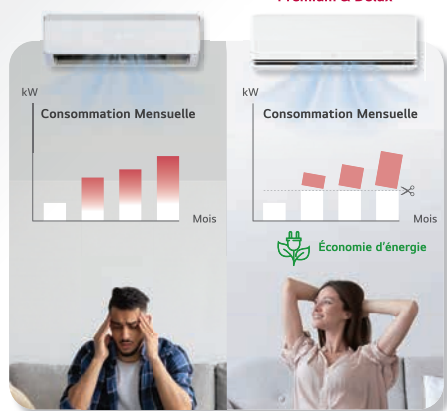 kW
Consommation Mensuelle
Mois
kW
Consommation Mensuelle
Mois
Économie d'énergie